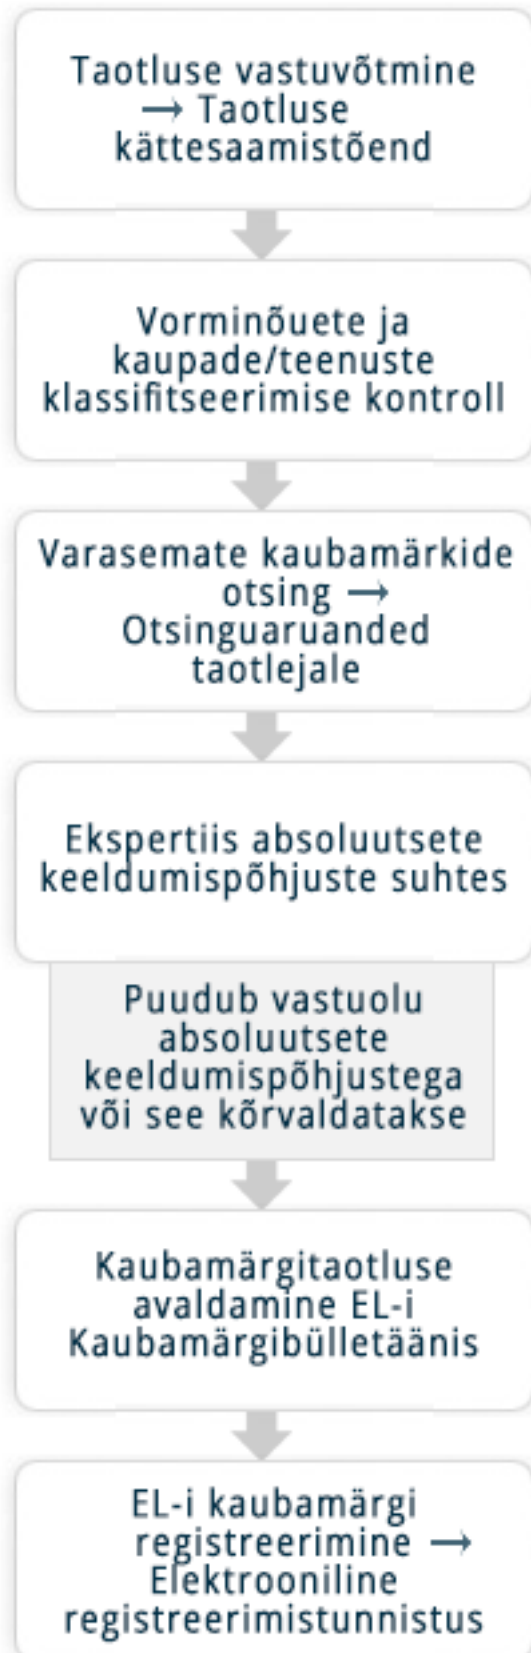 Taotluse vastuvõtmine
→ Taotluse
kättesaamistõend
Vorminõuete ja
kaupade/teenuste
klassifitseerimise kontroll
Varasemate kaubamärkide
otsing →
Otsinguaruanded
taotlejale
Ekspertiis absoluutsete
keeldumispõhjuste suhtes
Puudub vastuolu
absoluutsete
keeldumispõhjustega
või see kõrvaldatakse
Kaubamärgitaotluse
avaldamine EL-i
Kaubamärgibülletäänis
EL-i kaubamärgi
registreerimine →
Elektrooniline
registreerimistunnistus